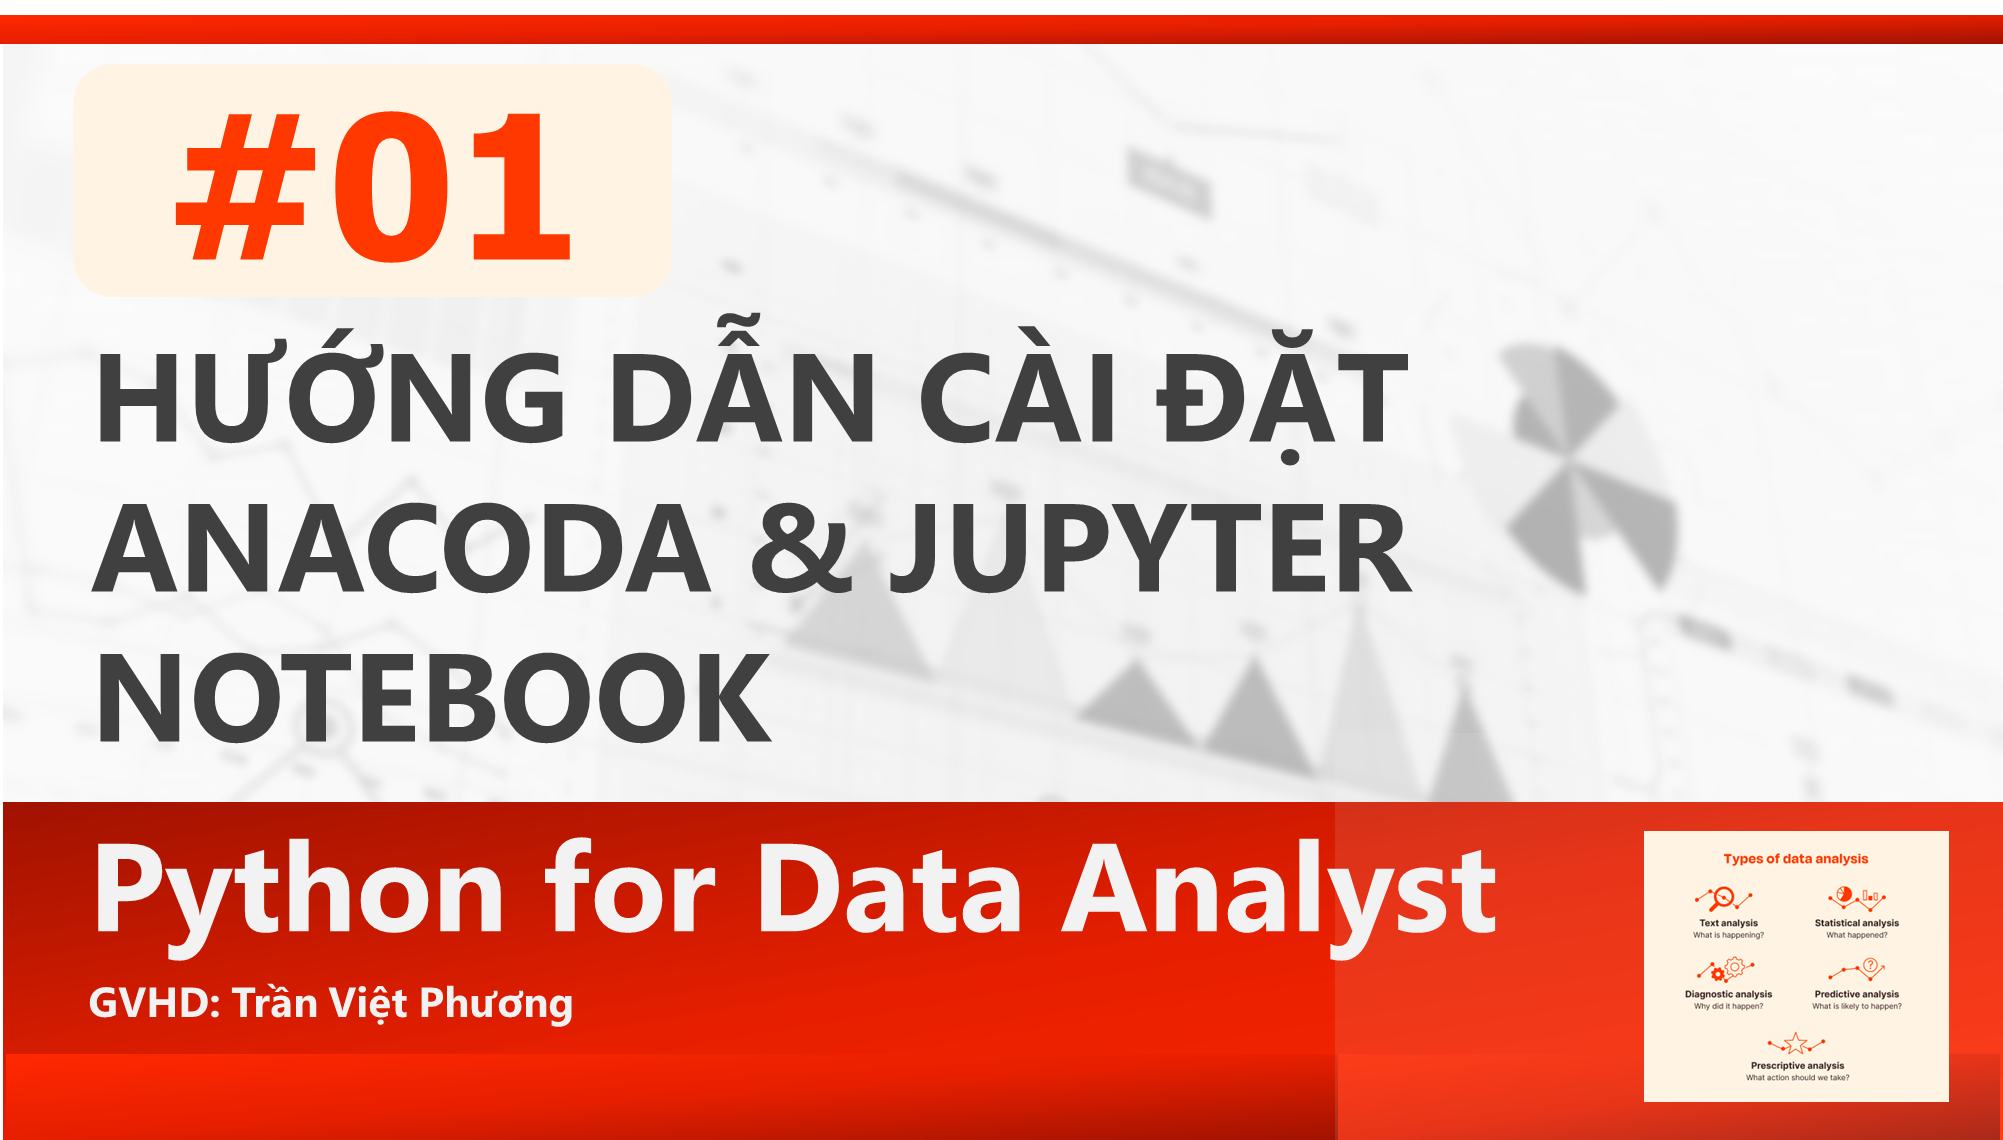 #01
HƯỚNG DẪN CÀI ĐẶT
ANACODA & JUPYTER
NOTEBOOK
Python for Data Analyst
GVHD: Trần Việt Phương
Types of data analysis
Text analysis
What is happening?
Statistical analysis
What happened?
Diagnostic analysis
Why did it happen?
Predictive analysis
What is likely to happen?
Prescriptive analysis
What action should we take?